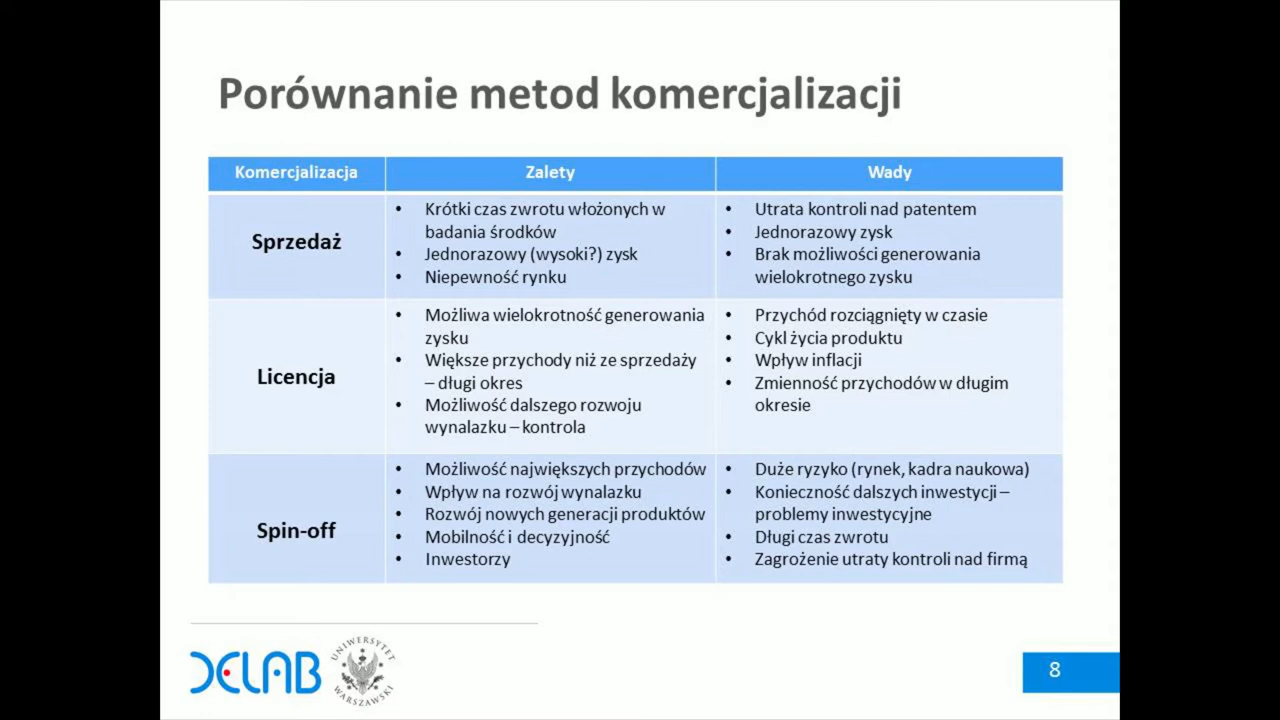 Porównanie metod komercjalizacji
Komercjalizacja
Zalety
Wady
Sprzedaż
• Krótki czas zwrotu włożonych w
badania środków
• Jednorazowy (wysoki?) zysk
• Niepewność rynku
• Utrata kontroli nad patentem
• Jednorazowy zysk
• Brak możliwości generowania
wielokrotnego zysku
Licencja
• Możliwa wielokrotność generowania
zysku
• Większe przychody niż ze sprzedaży
– długi okres
• Możliwość dalszego rozwoju
wynalazku – kontrola
• Przychód rozciągnięty w czasie
• Cykl życia produktu
• Wpływ inflacji
• Zmienność przychodów w długim
okresie
Spin-off
• Możliwość największych przychodów
• Wpływ na rozwój wynalazku
• Rozwój nowych generacji produktów
• Mobilność i decyzyjność
• Inwestorzy
• Duże ryzyko (rynek, kadra naukowa)
• Konieczność dalszych inwestycji –
problemy inwestycyjne
• Długi czas zwrotu
• Zagrożenie utraty kontroli nad firmą
DELAB
UNIWERSYTET
WARSZAWSKI
8